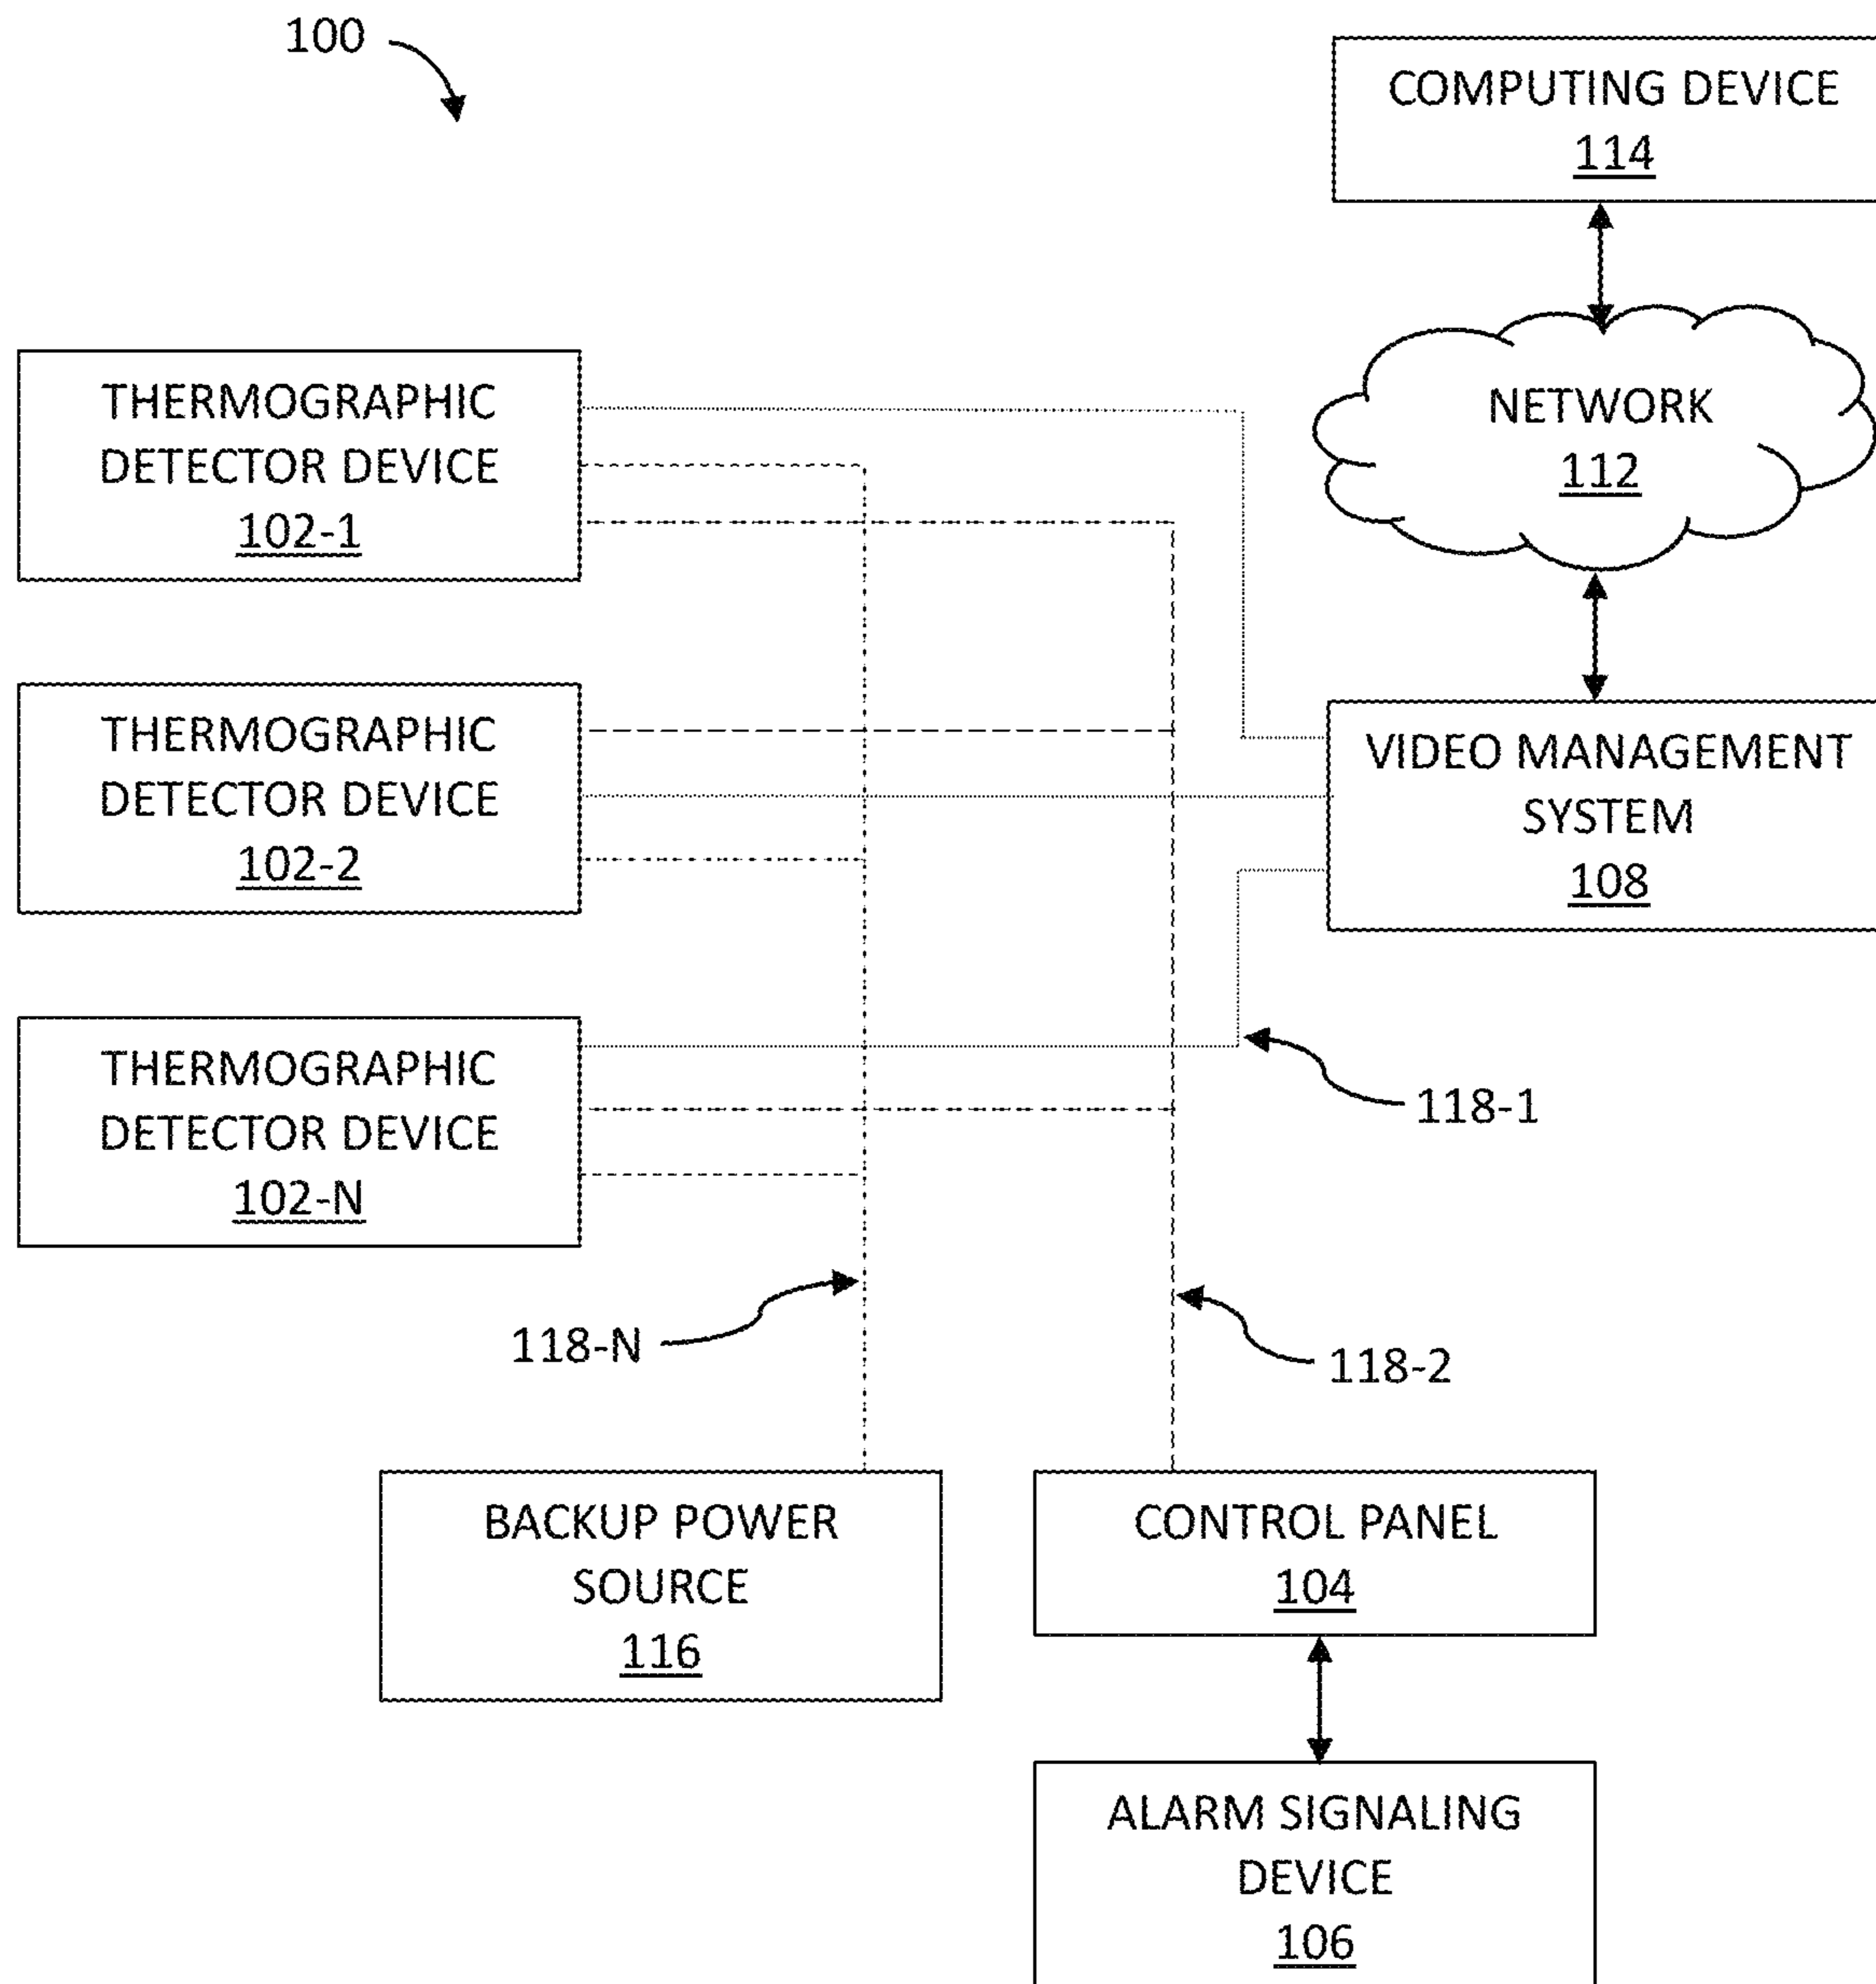 100
COMPUTING DEVICE
114
NETWORK
112
THERMOGRAPHIC
DETECTOR DEVICE
102-1
THERMOGRAPHIC
DETECTOR DEVICE
102-2
VIDEO MANAGEMENT
SYSTEM
108
THERMOGRAPHIC
DETECTOR DEVICE
102-N
118-1
118-N
118-2
BACKUP POWER
SOURCE
116
CONTROL PANEL
104
ALARM SIGNALING
DEVICE
106